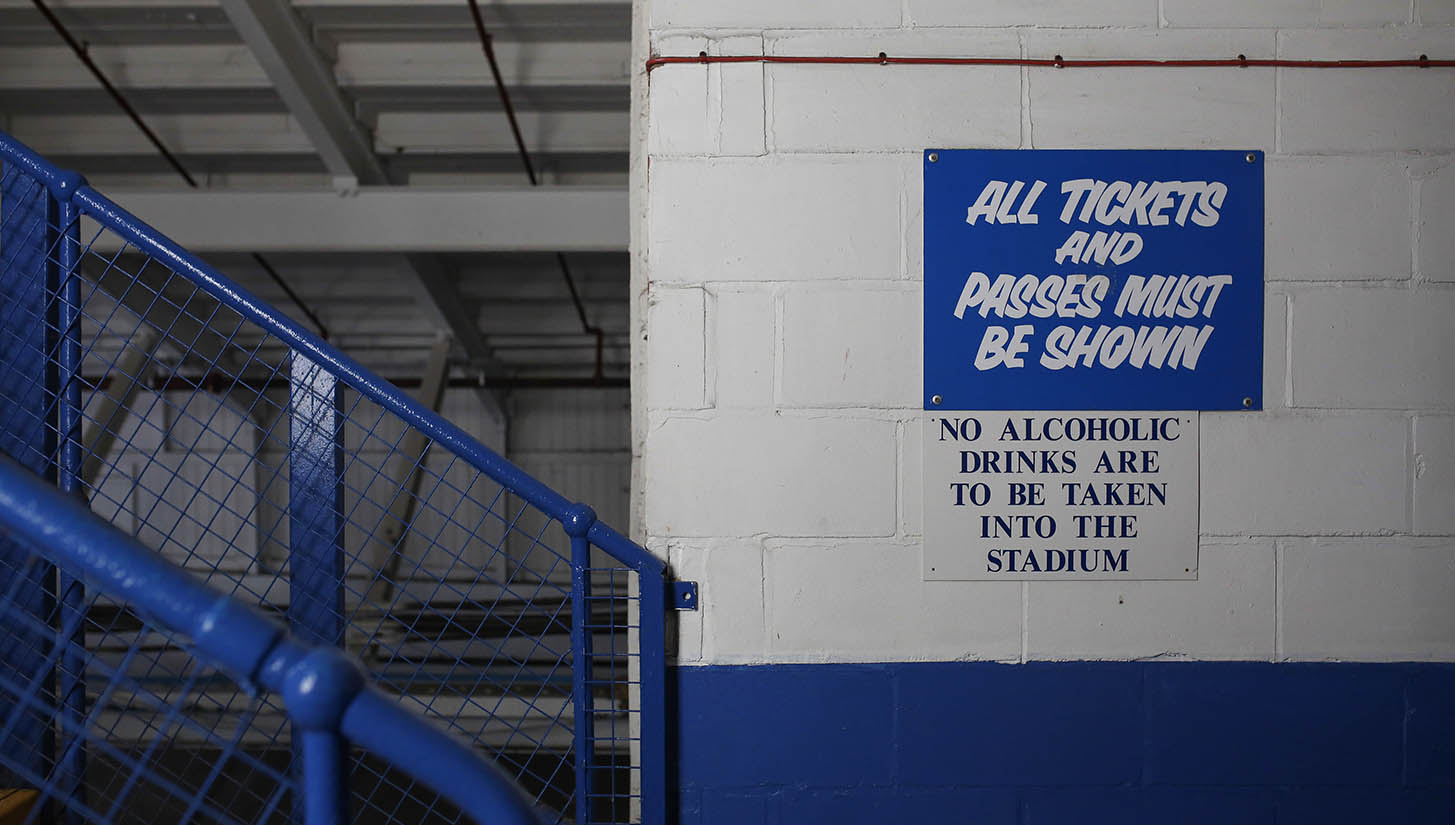 ALL TICKETS
AND
PASSES MUST
BE SHOWN
NO ALCOHOLIC
DRINKS ARE
TO BE TAKEN
INTO THE
STADIUM